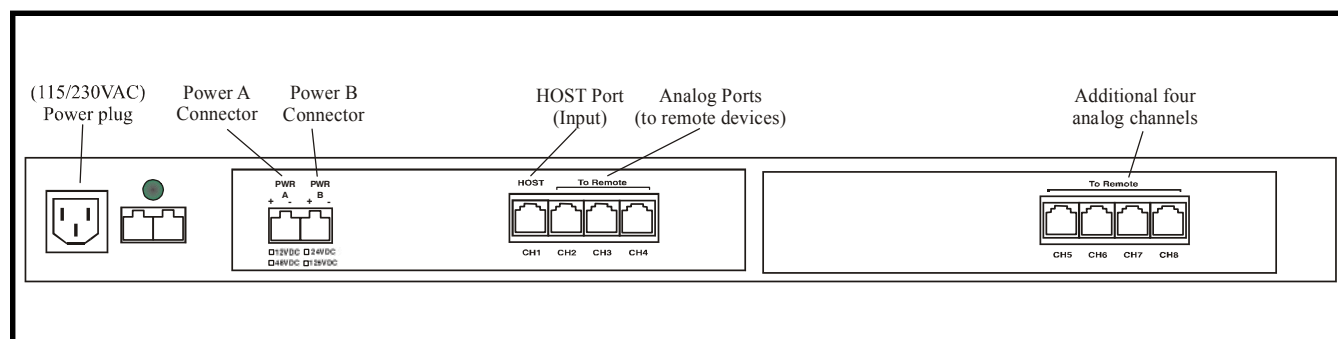 (115/230VAC)
Power plug
Power A
Connector
Power B
Connector
HOST Port
(Input)
Analog Ports
(to remote devices)
Additional four
analog channels
PWR
A
+ -
PWR
B
+ -
12VDC 24VDC
48VDC 125VDC
HOST
To Remote
CH1 CH2 CH3 CH4
To Remote
CH5 CH6 CH7 CH8